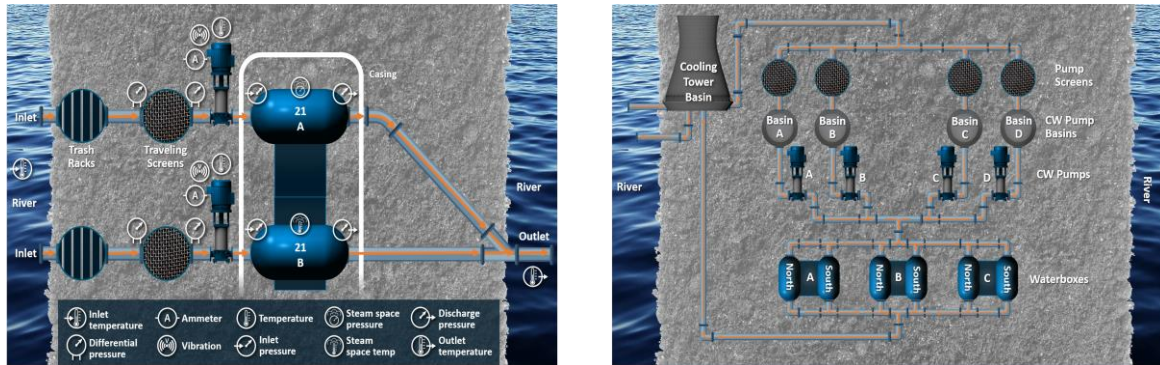 Casing
Inlet
21
A
Trash
Racks
Traveling
Screens
A
River
A
River
Inlet
21
B
Outlet
Inlet
temperature
A
Ammeter
Temperature
Steam space
pressure
Discharge
pressure
Differential
pressure
Vibration
Inlet
pressure
Steam
space temp
Outlet
temperature
Cooling
Tower
Basin
Pump
Screens
Basin
A
Basin
B
Basin
C
Basin
D
CW Pump
Basins
A
B
C
D
CW Pumps
River
River
North
A
South
North
B
South
North
C
South
Waterboxes